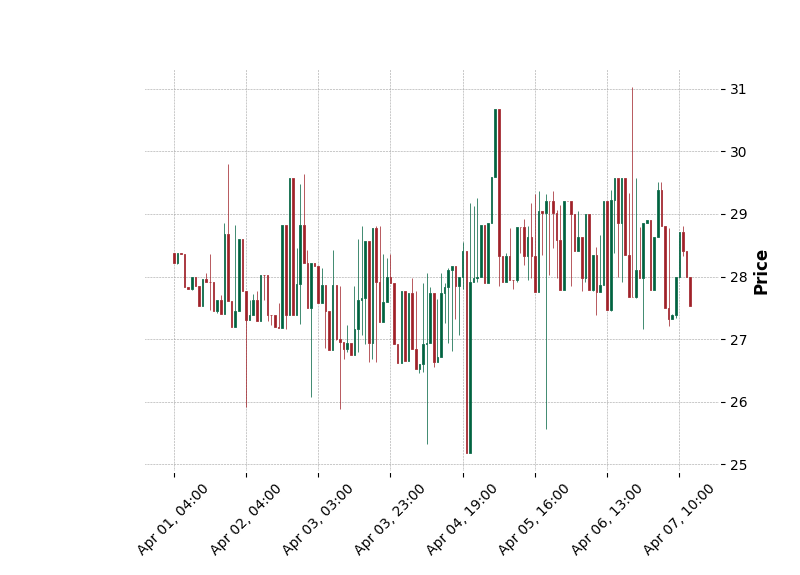 31
30
29
28
27
26
25
Price
Apr 01, 04:00
Apr 02, 04:00
Apr 03, 03:00
Apr 03, 23:00
Apr 04, 19:00
Apr 05, 16:00
Apr 06, 13:00
Apr 07, 10:00